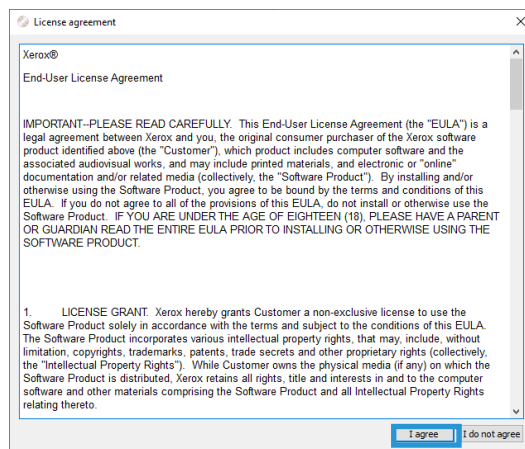 License agreement
Xerox®
End-User License Agreement
IMPORTANT--PLEASE READ CAREFULLY.  This End-User License Agreement (the "EULA") is a
legal agreement between Xerox and you, the original consumer purchaser of the Xerox software
product identified above (the "Customer"), which product includes computer software and the
associated audiovisual works, and may include printed materials, and electronic or "online"
documentation and/or related media (collectively, the "Software Product").  By installing and/or
otherwise using the Software Product, you agree to be bound by the terms and conditions of this
EULA.  If you do not agree to all of the provisions of this EULA, do not install or otherwise use the
Software Product.  IF YOU ARE UNDER THE AGE OF EIGHTEEN (18), PLEASE HAVE A PARENT
OR GUARDIAN READ THE ENTIRE EULA PRIOR TO INSTALLING OR OTHERWISE USING THE
SOFTWARE PRODUCT.
1.	LICENSE GRANT.  Xerox hereby grants Customer a non-exclusive license to use the
Software Product solely in accordance with the terms and subject to the conditions of this EULA.
The Software Product incorporates various intellectual property rights, that may, include, without
limitation, copyrights, trademarks, patents, trade secrets and other proprietary rights (collectively,
the "Intellectual Property Rights").  While Customer owns the physical media (if any) on which the
Software Product is distributed, Xerox retains all rights, title and interests in and to the computer
software and other materials comprising the Software Product and all Intellectual Property Rights
relating thereto.
I agree
I do not agree